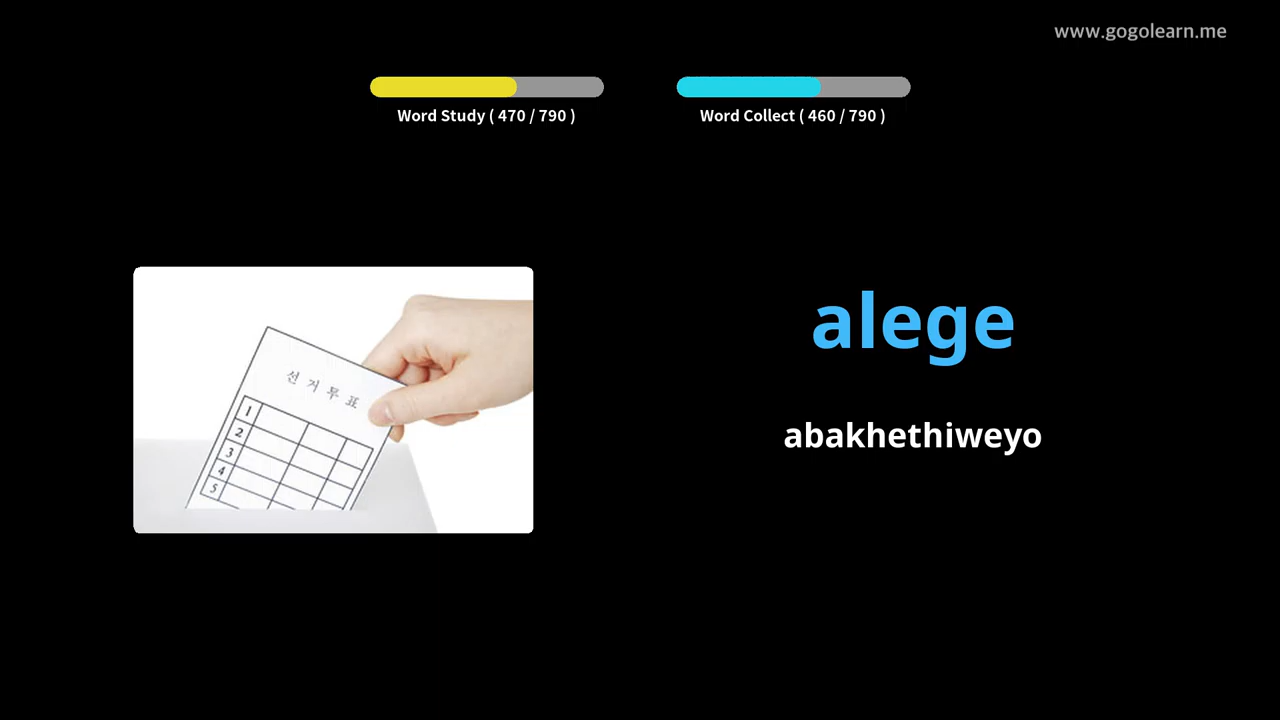 www.gogolearn.me
Word Study ( 470 / 790 )
Word Collect ( 460 / 790 )
선거투표
1
2
3
4
5
alege
abakhethiweyo